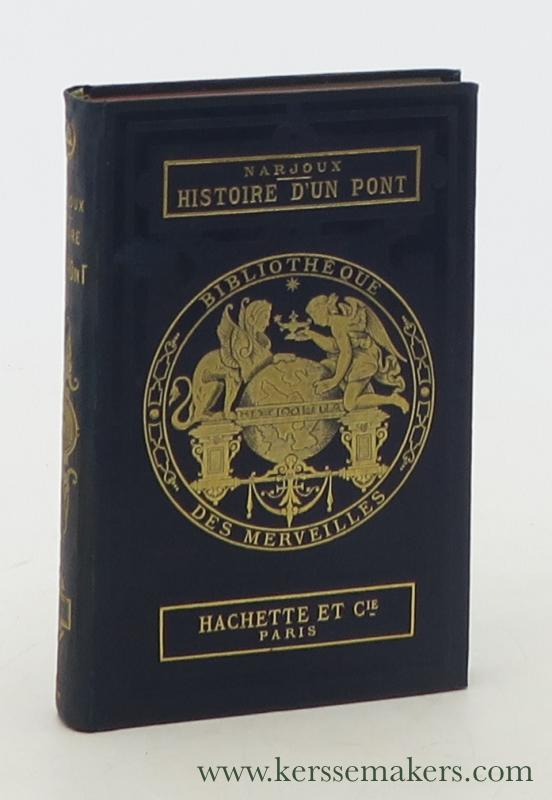 NARJOUX
HISTOIRE D'UN PONT
BIBLIOTHÈQUE
DES MERVEILLES
HACHETTE ET CIE
PARIS
www.kerssemakers.com